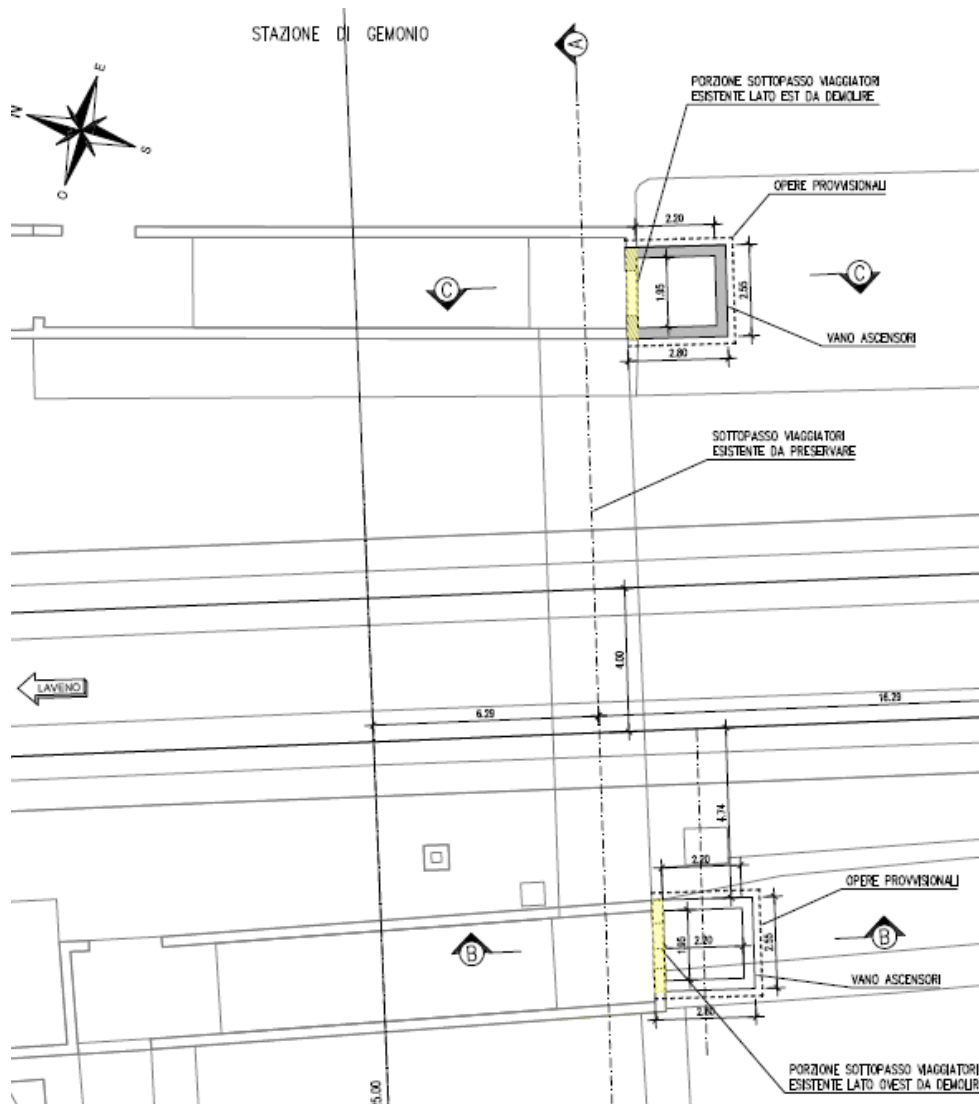 STAZIONE DI GEMONIO
A
E
N
S
O
PORZIONE SOTTOPASSO VIAGGIATORI
ESISTENTE LATO EST DA DEMOLIRE
OPERE PROVVISIONALI
2.20
C
C
1.95
2.55
VANO ASCENSORI
2.80
SOTTOPASSO VIAGGIATORI
ESISTENTE DA PRESERVARE
4.00
LAVENO
6.29
16.29
4.74
2.20
OPERE PROVVISIONALI
B
1.95
2.20
2.55
B
VANO ASCENSORI
2.80
PORZIONE SOTTOPASSO VIAGGIATORI
ESISTENTE LATO OVEST DA DEMOLIR
5.00